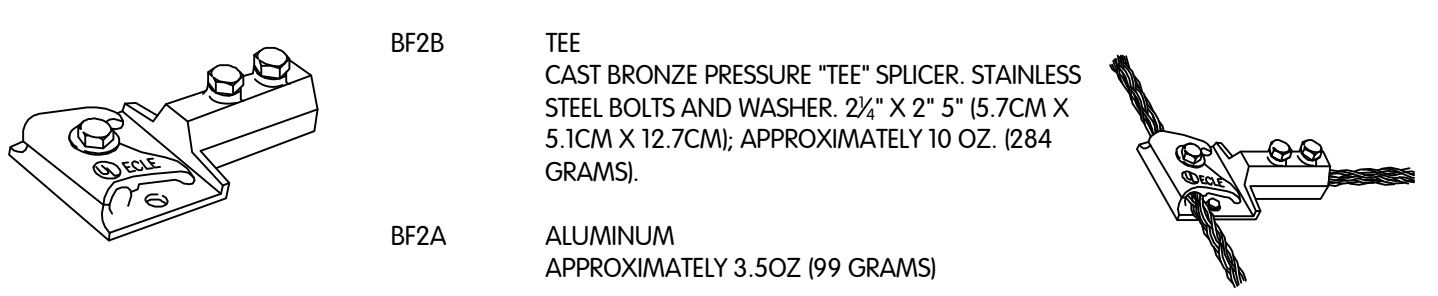 BF2B TEE
CAST BRONZE PRESSURE "TEE" SPLICER. STAINLESS
STEEL BOLTS AND WASHER. 2¼" X 2" 5" (5.7CM X
5.1CM X 12.7CM); APPROXIMATELY 10 OZ. (284
GRAMS).
ECLE
ECLE
BF2A ALUMINUM
APPROXIMATELY 3.5OZ (99 GRAMS)